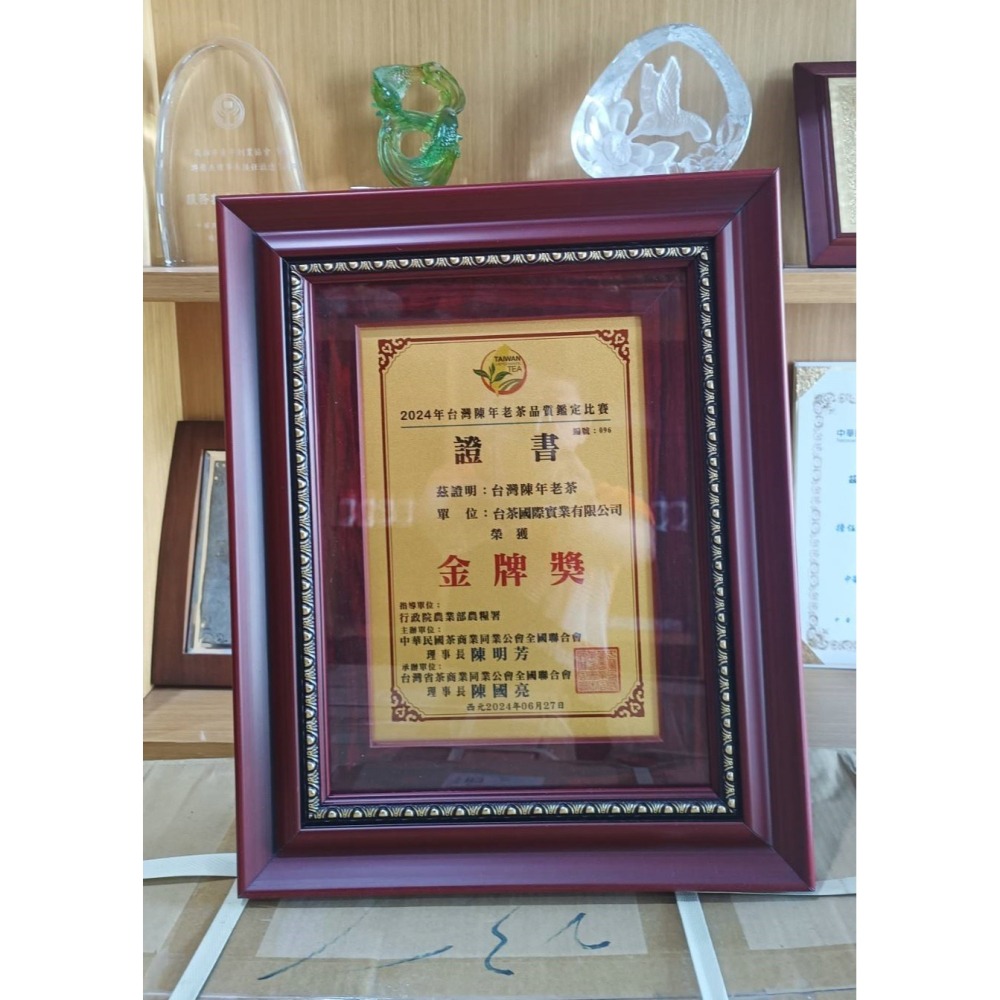 TAIWAN
TEA
2024年台灣陳年老茶品質鑑定比賽
編號：096
證書
茲證明：台灣陳年老茶
單 位：台茶國際實業有限公司
榮獲
金牌獎
指導單位：
行政院農業部農糧署
主辦單位：
中華民國茶商業同業公會全國聯合會
理事長 陳明芳
承辦單位：
台灣省茶商業同業公會全國聯合會
理事長 陳國亮
西元2024年06月27日
中華